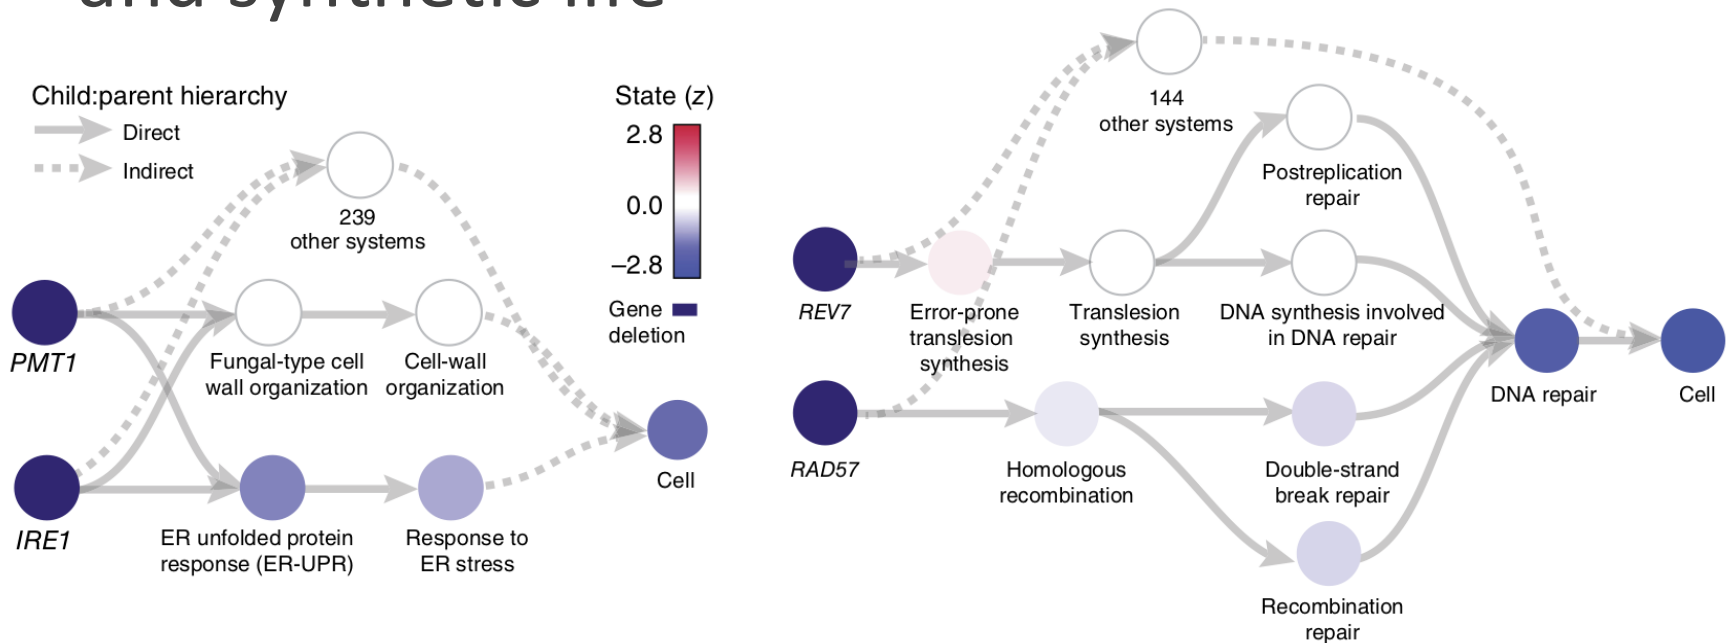 and synthetic life
Child:parent hierarchy
Direct
Indirect
239
other systems
PMT1
Fungal-type cell
wall organization
Cell-wall
organization
IRE1
ER unfolded protein
response (ER-UPR)
Response to
ER stress
Cell
State (z)
2.8
0.0
–2.8
Gene
deletion
144
other systems
Postreplication
repair
REV7
Error-prone
translesion
synthesis
Translesion
synthesis
DNA synthesis involved
in DNA repair
DNA repair
Cell
RAD57
Homologous
recombination
Double-strand
break repair
Recombination
repair